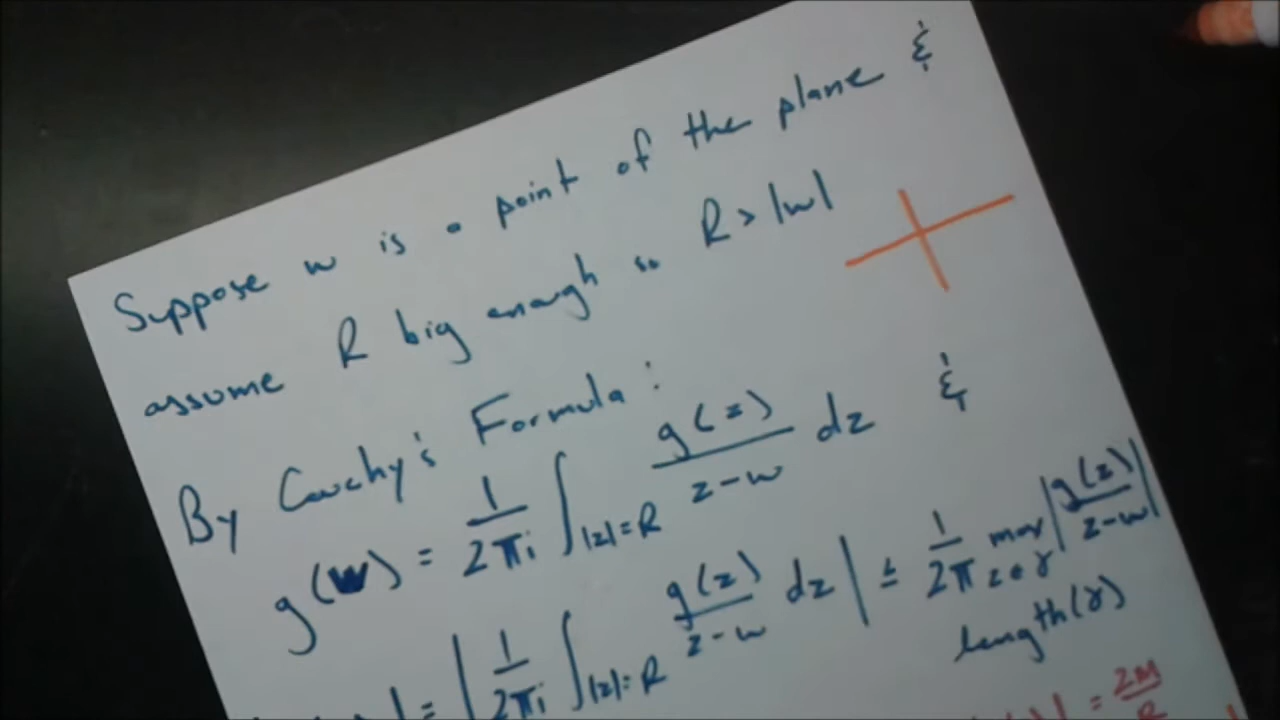 Suppose w is a point of the plane &
assume R big enough so R > |w|
By Cauchy's Formula:
g(w) = 1/2πi ∫_{|z|=R} g(z)/(z-w) dz &
| = | 1/2πi ∫_{|z|=R} g(z)/(z-w) dz | ≤ 1/2π max_{z∈γ} | g(z)/(z-w) |
length(γ)
| = 2M/R